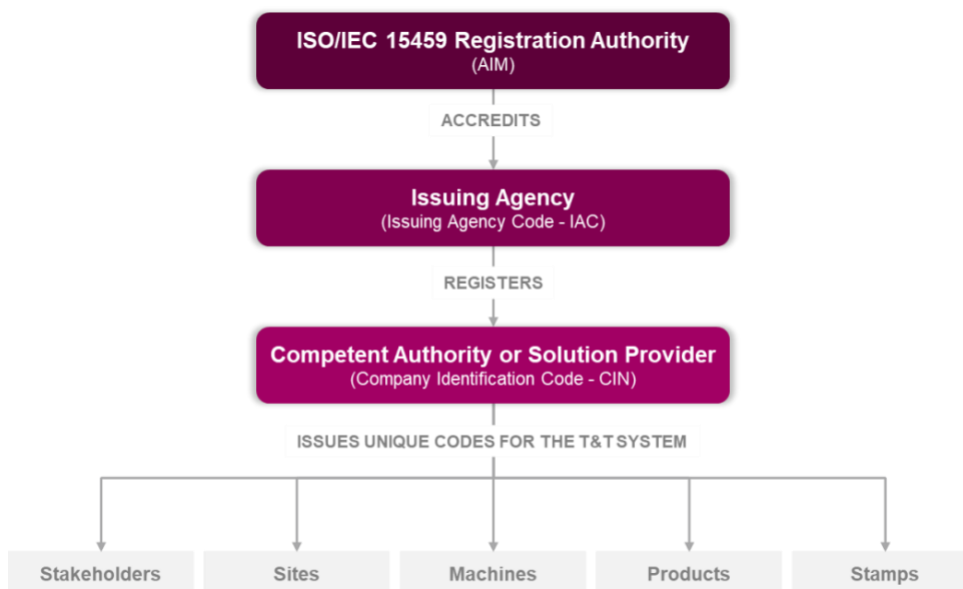 ISO/IEC 15459 Registration Authority
(AIM)
ACCREDITS
Issuing Agency
(Issuing Agency Code - IAC)
REGISTERS
Competent Authority or Solution Provider
(Company Identification Code - CIN)
ISSUES UNIQUE CODES FOR THE T&T SYSTEM
Stakeholders
Sites
Machines
Products
Stamps